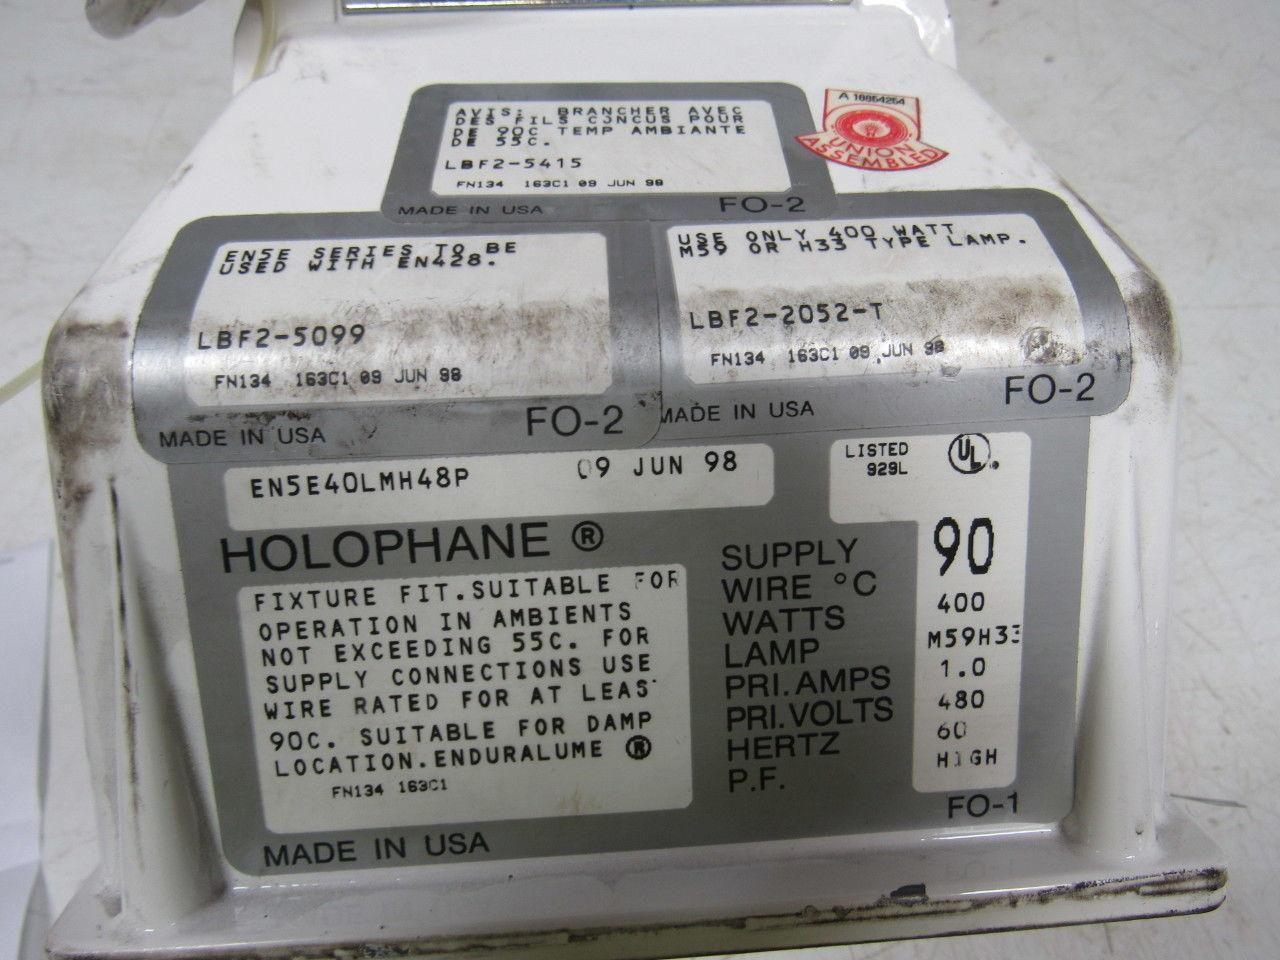 AVIS: BRANCHER AVEC
DES FILS CJNCUS POUR
DE 90C TEMP AMBIANTE
DE 55C.
LBF2-5415
FN134 163C1 09 JUN 98
MADE IN USA FO-2
A 18864264
UNION
ASSEMBLED
EN5E SERIES TO BE
USED WITH EN428.
LBF2-5099
FN134 163C1 09 JUN 98
MADE IN USA FO-2
USE ONLY 400 WATT
M59 OR H33 TYPE LAMP.
LBF2-2052-T
FN134 163C1 09 JUN 98
MADE IN USA FO-2
EN5E40LMH48P 09 JUN 98
LISTED
929L
UL
HOLOPHANE ®
FIXTURE FIT.SUITABLE FOR
OPERATION IN AMBIENTS
NOT EXCEEDING 55C. FOR
SUPPLY CONNECTIONS USE
WIRE RATED FOR AT LEAS
90C. SUITABLE FOR DAMP
LOCATION.ENDURALUME ®
FN134 163C1
MADE IN USA
SUPPLY
WIRE °C 90
WATTS 400
LAMP M59H33
PRI.AMPS 1.0
PRI.VOLTS 480
HERTZ 60
P.F. HIGH
FO-1